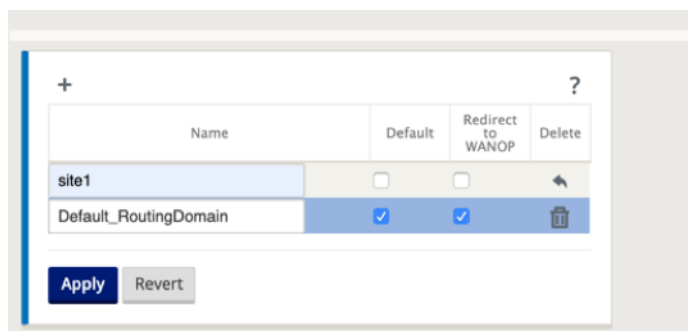 +
?
Name
Default
Redirect
to
WANOP
Delete
site1
Default_RoutingDomain
Apply
Revert